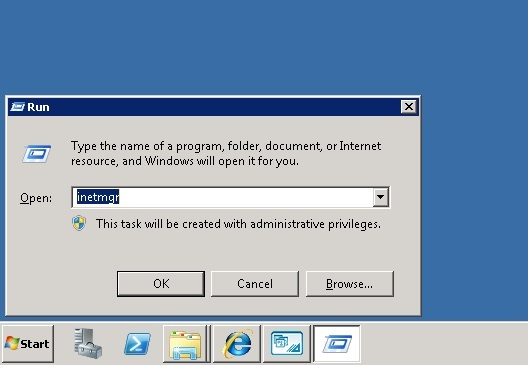 Run
Type the name of a program, folder, document, or Internet
resource, and Windows will open it for you.
Open:
inetmgr
This task will be created with administrative privileges.
OK
Cancel
Browse...
Start